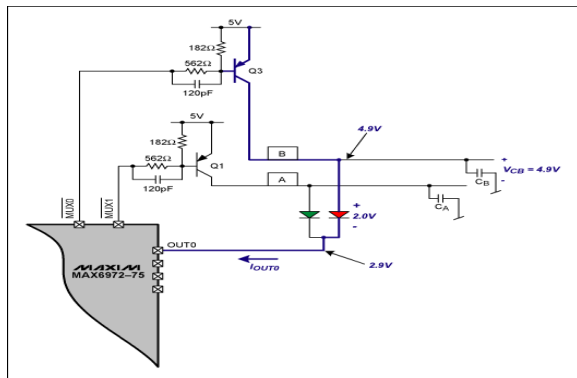 5V
182Ω
562Ω
Q3
120pF
5V
182Ω
562Ω
Q1
120pF
4.9V
B
A
+
VCB = 4.9V
-
CB
CA
+
2.0V
-
MUX0
MUX1
OUT0
MAXIM
MAX6972–75
IOUT0
2.9V